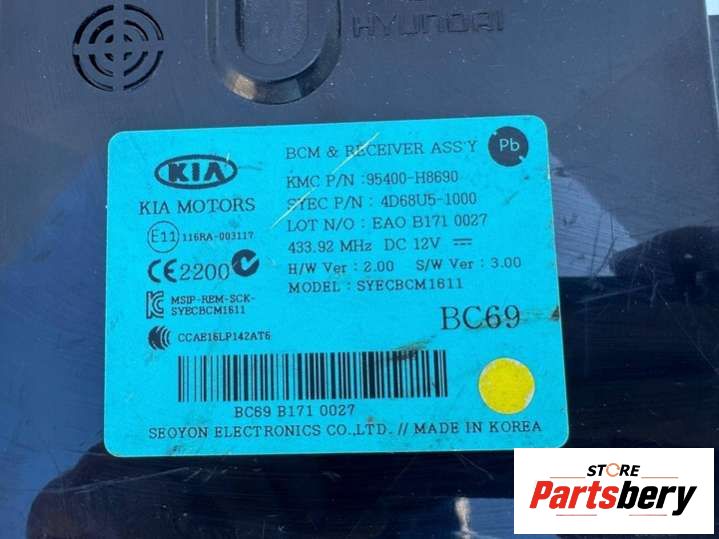 HYUNDAI
KIA
KIA MOTORS
BCM & RECEIVER ASS'Y
Pb
KMC P/N :95400-H8690
SYEC P/N : 4D68U5-1000
LOT N/O : EAO B171 0027
433.92 MHz DC 12V
H/W Ver : 2.00 S/W Ver : 3.00
MODEL : SYECBCM1611
E11 116RA-003117
CE2200
MSIP-REM-SCK-
SYECBCM1611
CCAE16LP142AT6
BC69
BC69 B171 0027
SEOYON ELECTRONICS CO.,LTD. // MADE IN KOREA
STORE
Partsbery